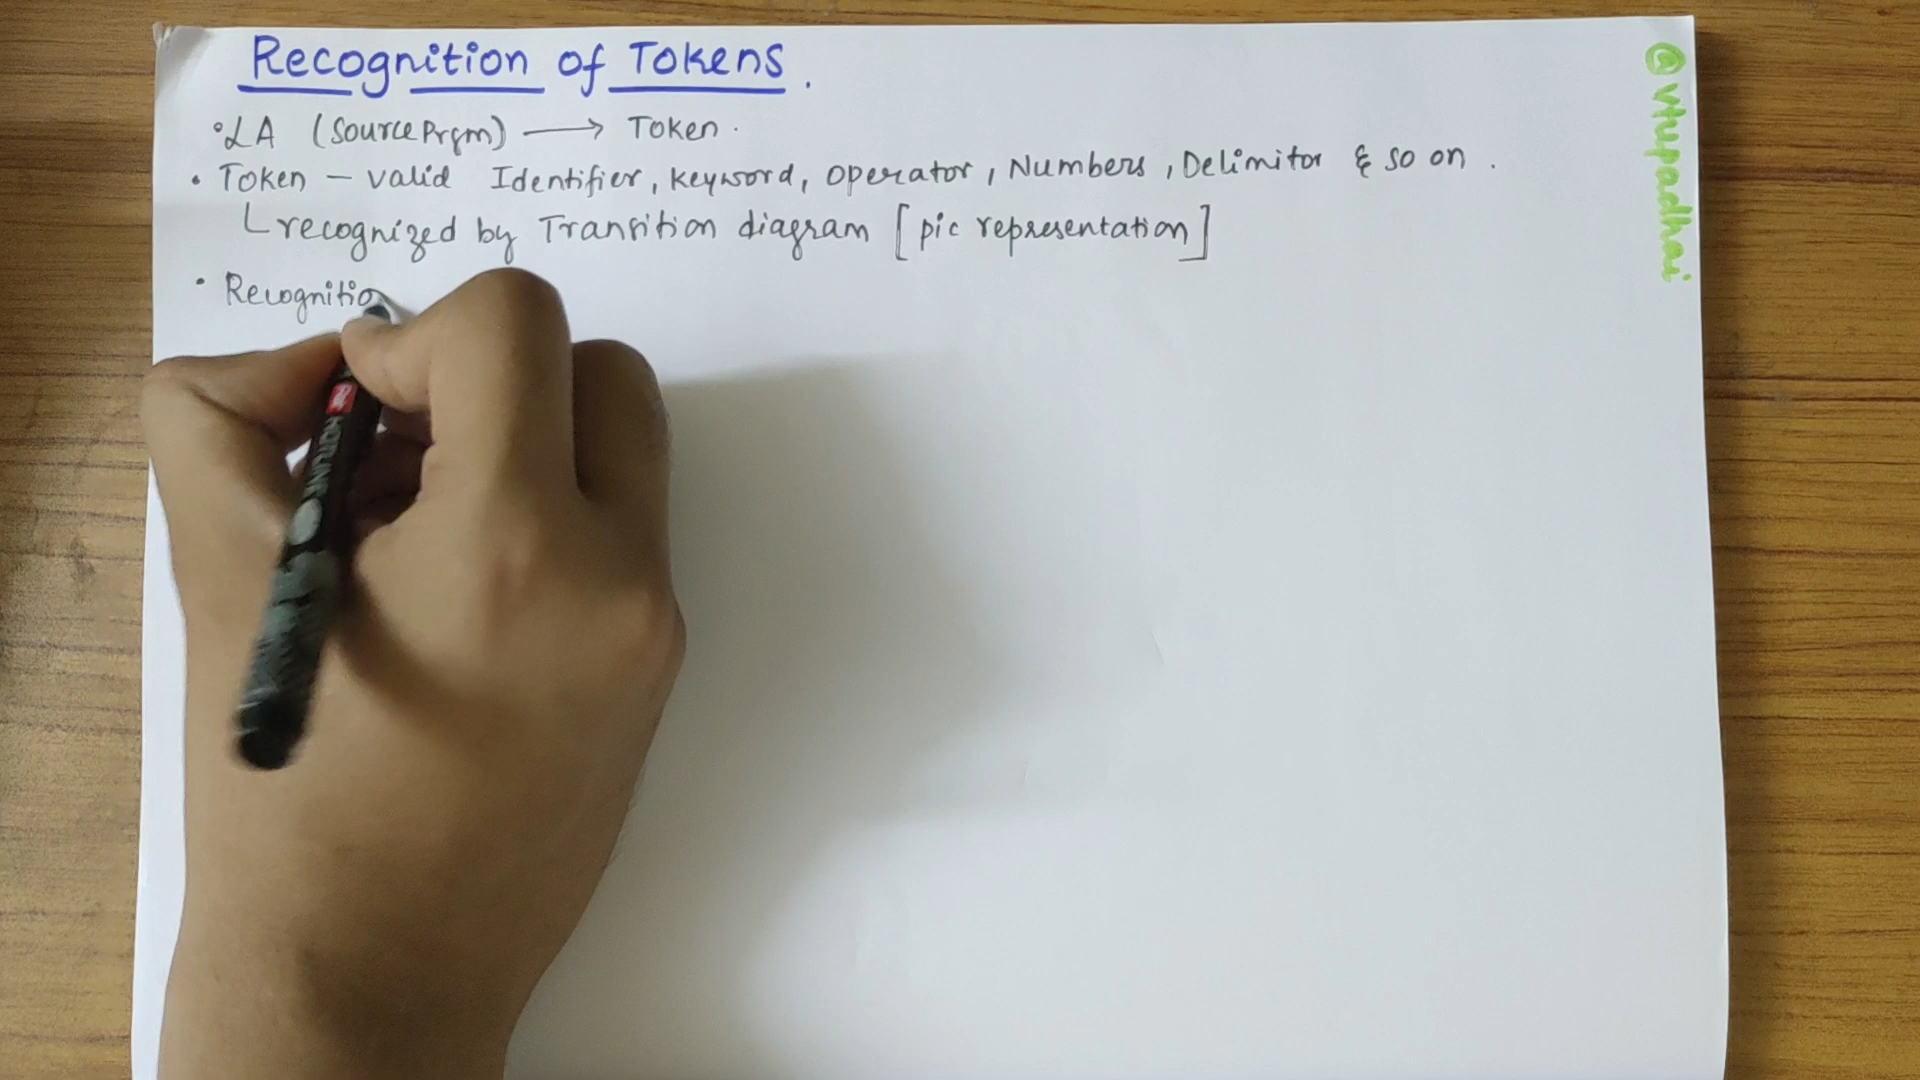 Recognition of Tokens.
• LA (Source Prgm) → Token.
• Token – valid Identifier, Keyword, Operator, Numbers, Delimitor & so on.
└ recognized by Transition diagram [pic representation]
• Recognition
@vtupadhai